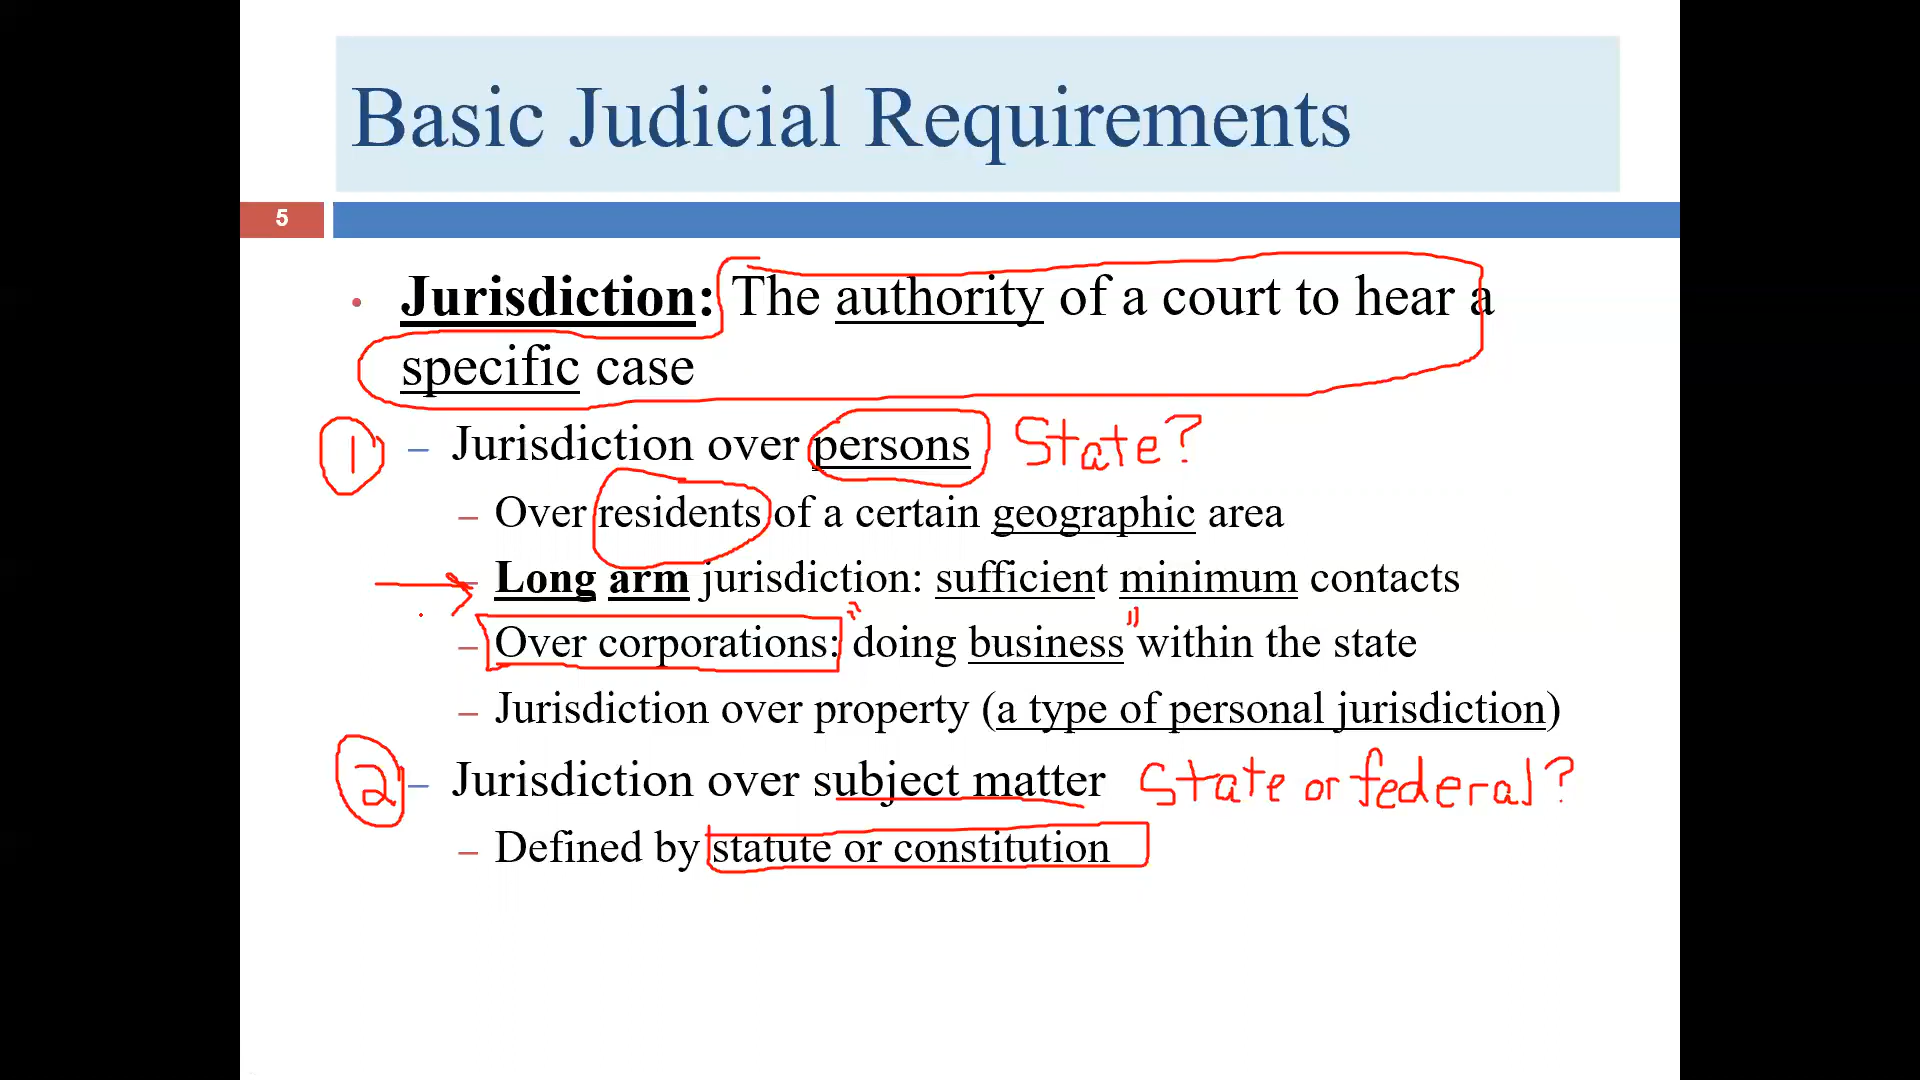 Basic Judicial Requirements
5
• Jurisdiction: The authority of a court to hear a
specific case
1 – Jurisdiction over persons State?
– Over residents of a certain geographic area
– Long arm jurisdiction: sufficient minimum contacts
– Over corporations: "doing business" within the state
– Jurisdiction over property (a type of personal jurisdiction)
2 – Jurisdiction over subject matter State or federal?
– Defined by statute or constitution